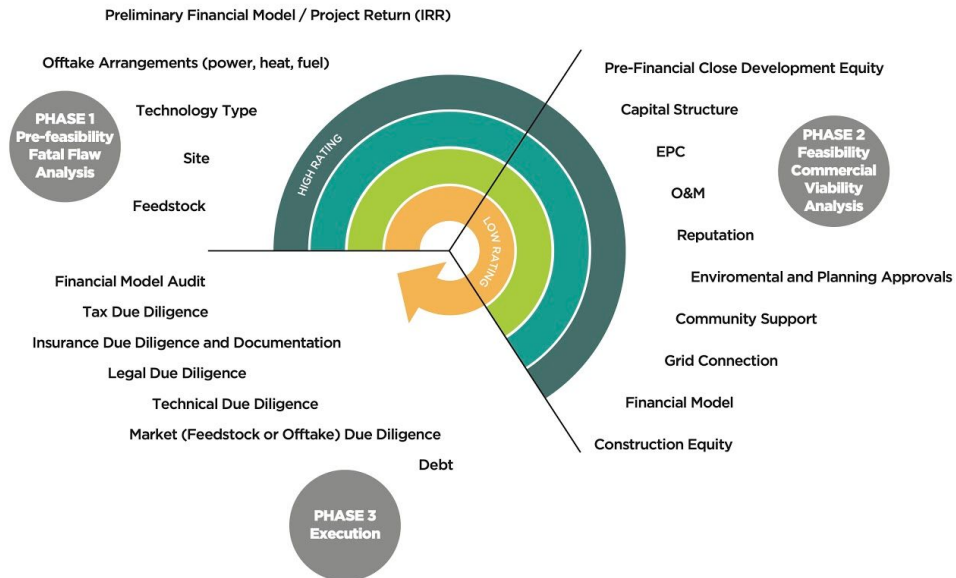 Preliminary Financial Model / Project Return (IRR)
Offtake Arrangements (power, heat, fuel)
Technology Type
Site
Feedstock
PHASE 1
Pre-feasibility
Fatal Flaw
Analysis
HIGH RATING
LOW RATING
Pre-Financial Close Development Equity
Capital Structure
EPC
O&M
Reputation
Enviromental and Planning Approvals
Community Support
Grid Connection
Financial Model
Construction Equity
PHASE 2
Feasibility
Commercial
Viability
Analysis
Financial Model Audit
Tax Due Diligence
Insurance Due Diligence and Documentation
Legal Due Diligence
Technical Due Diligence
Market (Feedstock or Offtake) Due Diligence
Debt
PHASE 3
Execution